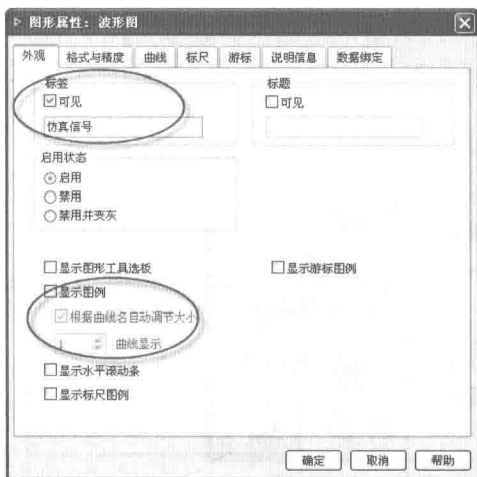 图形属性：波形图
外观 格式与精度 曲线 标尺 游标 说明信息 数据绑定
标签
可见
仿真信号
标题
可见
启用状态
启用
禁用
禁用并变灰
显示图形工具选板
显示游标图例
显示图例
根据曲线名自动调节大小
1 曲线显示
显示水平滚动条
显示标尺图例
确定 取消 帮助